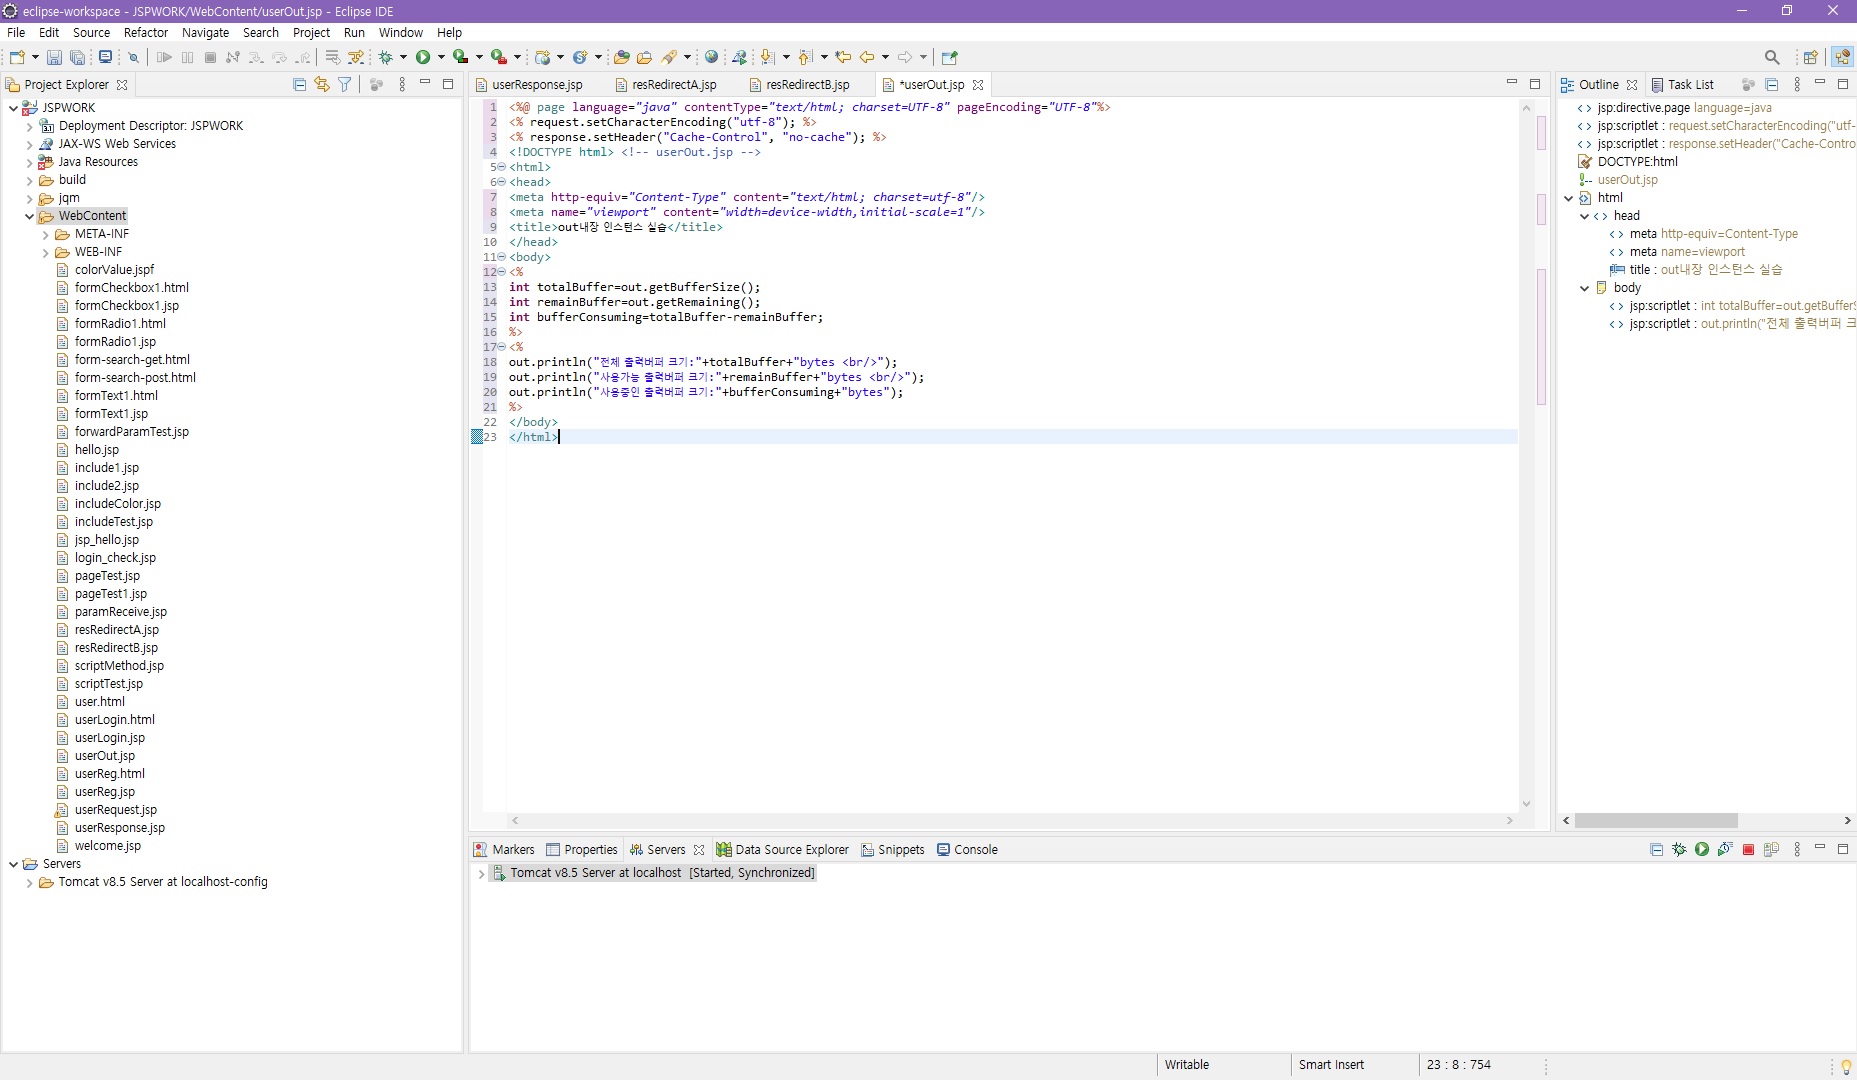 eclipse-workspace - JSPWORK/WebContent/userOut.jsp - Eclipse IDE
File Edit Source Refactor Navigate Search Project Run Window Help
Project Explorer
JSPWORK
Deployment Descriptor: JSPWORK
JAX-WS Web Services
Java Resources
build
jqm
WebContent
META-INF
WEB-INF
colorValue.jspf
formCheckbox1.html
formCheckbox1.jsp
formRadio1.html
formRadio1.jsp
form-search-get.html
form-search-post.html
formText1.html
formText1.jsp
forwardParamTest.jsp
hello.jsp
include1.jsp
include2.jsp
includeColor.jsp
includeTest.jsp
jsp_hello.jsp
login_check.jsp
pageTest.jsp
pageTest1.jsp
paramReceive.jsp
resRedirectA.jsp
resRedirectB.jsp
scriptMethod.jsp
scriptTest.jsp
user.html
userLogin.html
userLogin.jsp
userOut.jsp
userReg.html
userReg.jsp
userRequest.jsp
userResponse.jsp
welcome.jsp
Servers
Tomcat v8.5 Server at localhost-config
userResponse.jsp resRedirectA.jsp resRedirectB.jsp *userOut.jsp
1 <%@ page language="java" contentType="text/html; charset=UTF-8" pageEncoding="UTF-8"%>
2 <% request.setCharacterEncoding("utf-8"); %>
3 <% response.setHeader("Cache-Control", "no-cache"); %>
4 <!DOCTYPE html> <!-- userOut.jsp -->
5 <html>
6 <head>
7 <meta http-equiv="Content-Type" content="text/html; charset=utf-8"/>
8 <meta name="viewport" content="width=device-width,initial-scale=1"/>
9 <title>out내장 인스턴스 실습</title>
10 </head>
11 <body>
12 <%
13 int totalBuffer=out.getBufferSize();
14 int remainBuffer=out.getRemaining();
15 int bufferConsuming=totalBuffer-remainBuffer;
16 %>
17 <%
18 out.println("전체 출력버퍼 크기:"+totalBuffer+"bytes <br/>");
19 out.println("사용가능 출력버퍼 크기:"+remainBuffer+"bytes <br/>");
20 out.println("사용중인 출력버퍼 크기:"+bufferConsuming+"bytes");
21 %>
22 </body>
23 </html>
Outline Task List
jsp:directive.page language=java
jsp:scriptlet : request.setCharacterEncoding("utf-
jsp:scriptlet : response.setHeader("Cache-Contro
DOCTYPE:html
userOut.jsp
html
head
meta http-equiv=Content-Type
meta name=viewport
title : out내장 인스턴스 실습
body
jsp:scriptlet : int totalBuffer=out.getBufferS
jsp:scriptlet : out.println("전체 출력버퍼 크
Markers Properties Servers Data Source Explorer Snippets Console
Tomcat v8.5 Server at localhost [Started, Synchronized]
Writable Smart Insert 23 : 8 : 754